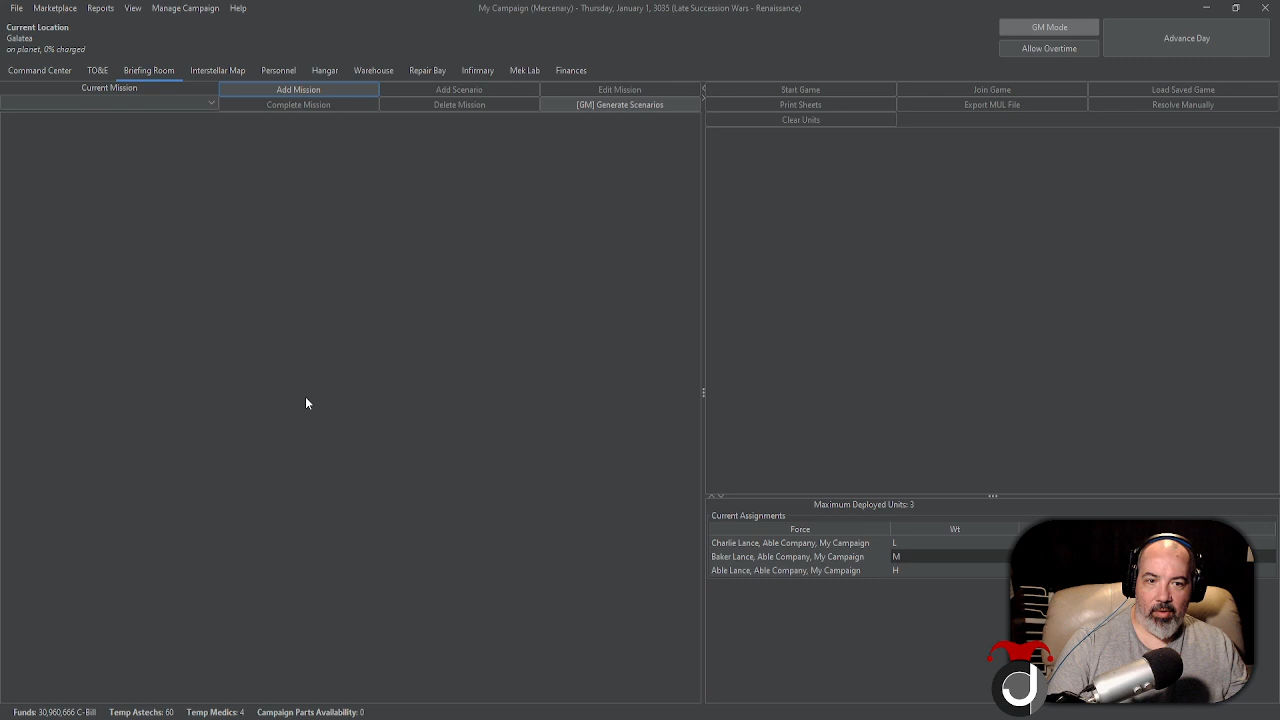 File Marketplace Reports View Manage Campaign Help
My Campaign (Mercenary) - Thursday, January 1, 3035 (Late Succession Wars - Renaissance)
Current Location
Galatea
on planet, 0% charged
GM Mode
Allow Overtime
Advance Day
Command Center TO&E Briefing Room Interstellar Map Personnel Hangar Warehouse Repair Bay Infirmary Mek Lab Finances
Current Mission
Add Mission Add Scenario Edit Mission
Complete Mission Delete Mission [GM] Generate Scenarios
Start Game Join Game Load Saved Game
Print Sheets Export MUL File Resolve Manually
Clear Units
Maximum Deployed Units: 3
Current Assignments
Force Wt
Charlie Lance, Able Company, My Campaign L
Baker Lance, Able Company, My Campaign M
Able Lance, Able Company, My Campaign H
Funds: 30,960,666 C-Bill Temp Astechs: 60 Temp Medics: 4 Campaign Parts Availability: 0